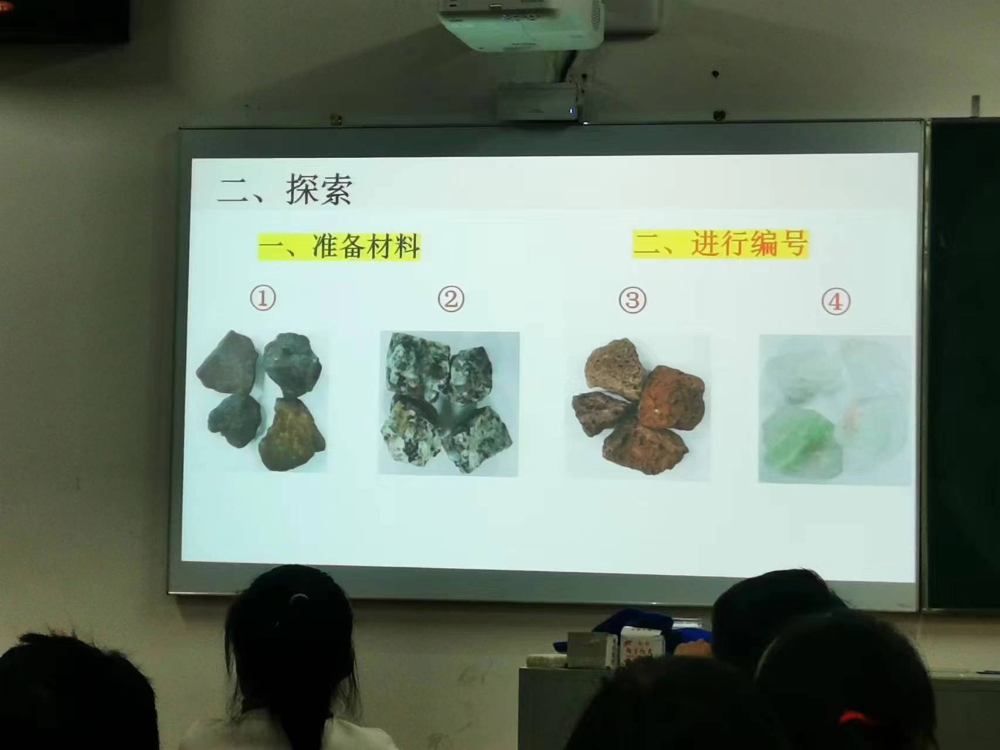 二、探索
一、准备材料
二、进行编号
①
②
③
④